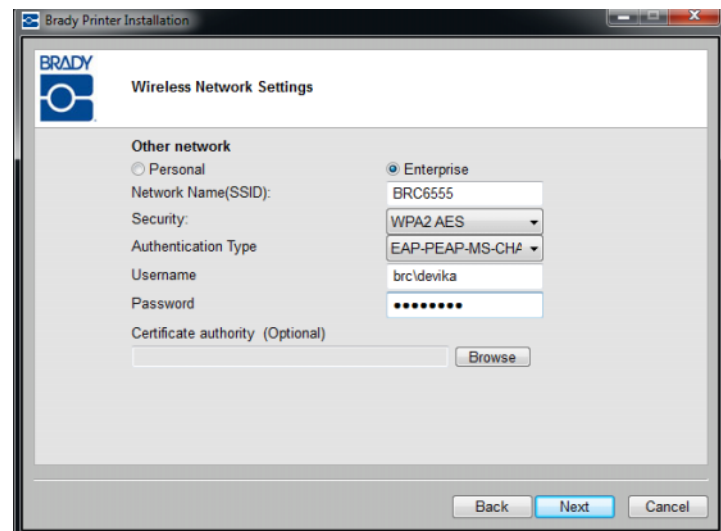 Brady Printer Installation
BRADY
Wireless Network Settings
Other network
Personal Enterprise
Network Name(SSID): BRC6555
Security: WPA2 AES
Authentication Type EAP-PEAP-MS-CHA
Username brc\devika
Password ••••••••
Certificate authority (Optional)
Browse
Back Next Cancel